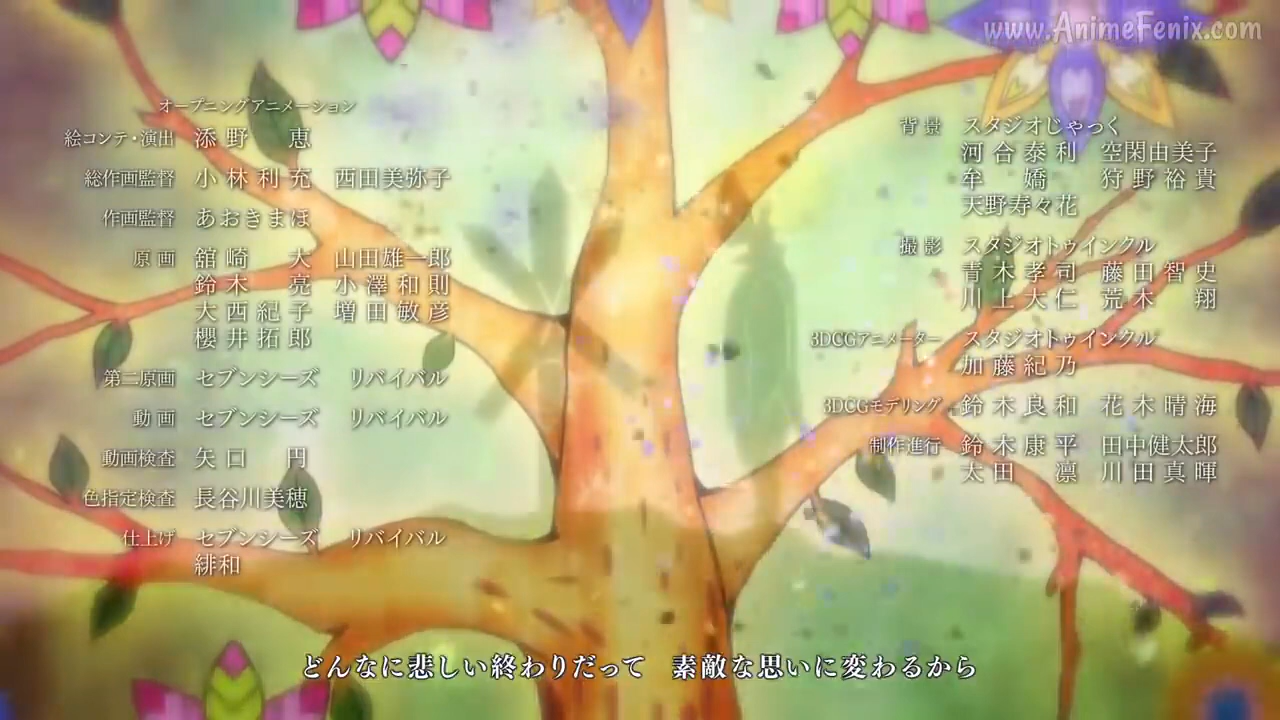 www.AnimeFenix.com
オープニングアニメーション
絵コンテ・演出 添野 恵
総作画監督 小林利充 西田美弥子
作画監督 あおきまほ
原画 舘崎 大 山田雄一郎
鈴木 亮 小澤和則
大西紀子 増田敏彦
櫻井拓郎
第二原画 セブンシーズ リバイバル
動画 セブンシーズ リバイバル
動画検査 矢口 円
色指定検査 長谷川美穂
仕上げ セブンシーズ リバイバル
緋和
背景 スタジオじゃっく
河合泰利 空閑由美子
牟 嬌 狩野裕貴
天野寿々花
撮影 スタジオトゥインクル
青木孝司 藤田智史
川上大仁 荒木 翔
3DCGアニメーター スタジオトゥインクル
加藤紀乃
3DCGモデリング 鈴木良和 花木晴海
制作進行 鈴木康平 田中健太郎
太田 凛 川田真暉
どんなに悲しい終わりだって 素敵な思いに変わるから